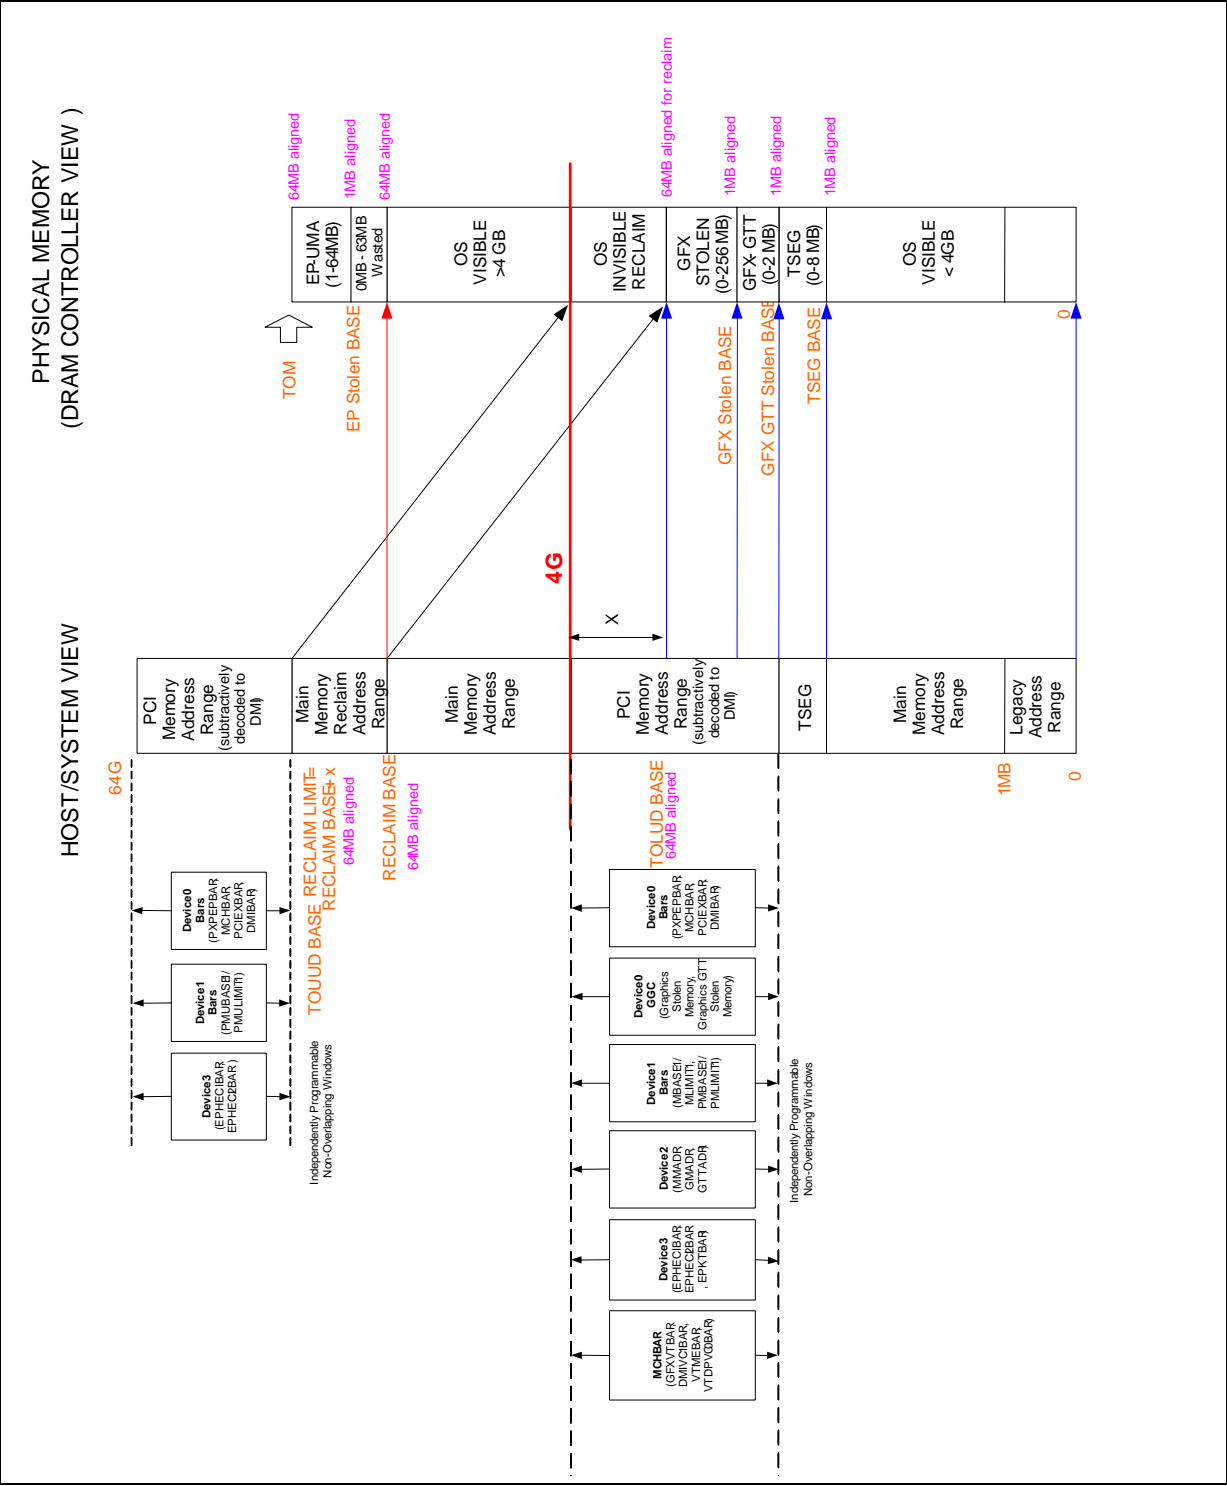 PHYSICAL MEMORY
(DRAM CONTROLLER VIEW )
64MB aligned
1MB aligned
64MB aligned
64MB aligned for reclaim
1MB aligned
1MB aligned
1MB aligned
EP-UMA
(1-64MB)
0MB - 63MB
Wasted
OS
VISIBLE
>4 GB
OS
INVISIBLE
RECLAIM
GFX
STOLEN
(0-256 MB)
GFX- GTT
(0-2 MB)
TSEG
(0-8 MB)
OS
VISIBLE
< 4GB
TOM
EP Stolen BASE
GFX Stolen BASE
GFX GTT Stolen BASE
TSEG BASE
0
4G
X
HOST/SYSTEM VIEW
PCI
Memory
Address
Range
(subtractively
decoded to
DMI)
Main
Memory
Reclaim
Address
Range
Main
Memory
Address
Range
PCI
Memory
Address
Range
(subtractively
decoded to
DMI)
TSEG
Main
Memory
Address
Range
Legacy
Address
Range
64G
TOUUD BASE
RECLAIM LIMIT=
RECLAIM BASE+ x
64MB aligned
RECLAIM BASE
64MB aligned
TOLUD BASE
64MB aligned
1MB
0
Device0
Bars
(PXPEPBAR,
MCHBAR,
PCIEXBAR,
DMIBAR)
Device1
Bars
(PMUBASE1/
PMULIMIT1)
Device3
(EPHECIBAR,
EPHECI2BAR )
Independently Programmable
Non-Overlapping Windows
Device0
Bars
(PXPEPBAR,
MCHBAR,
PCIEXBAR,
DMIBAR)
Device0
GGC
(Graphics
Stolen
Memory,
Graphics GTT
Stolen
Memory)
Device1
Bars
(MBASE1/
MLIMIT1,
PMBASE1/
PMLIMIT1)
Device2
(MMADR,
GMADR,
GTTADR)
Device3
(EPHECIBAR,
EPHECI2BAR
, EPKTBAR)
MCHBAR
(GFXVTBAR,
DMIVC1BAR,
VTMEBAR,
VTDPVC0BAR)
Independently Programmable
Non-Overlapping Windows